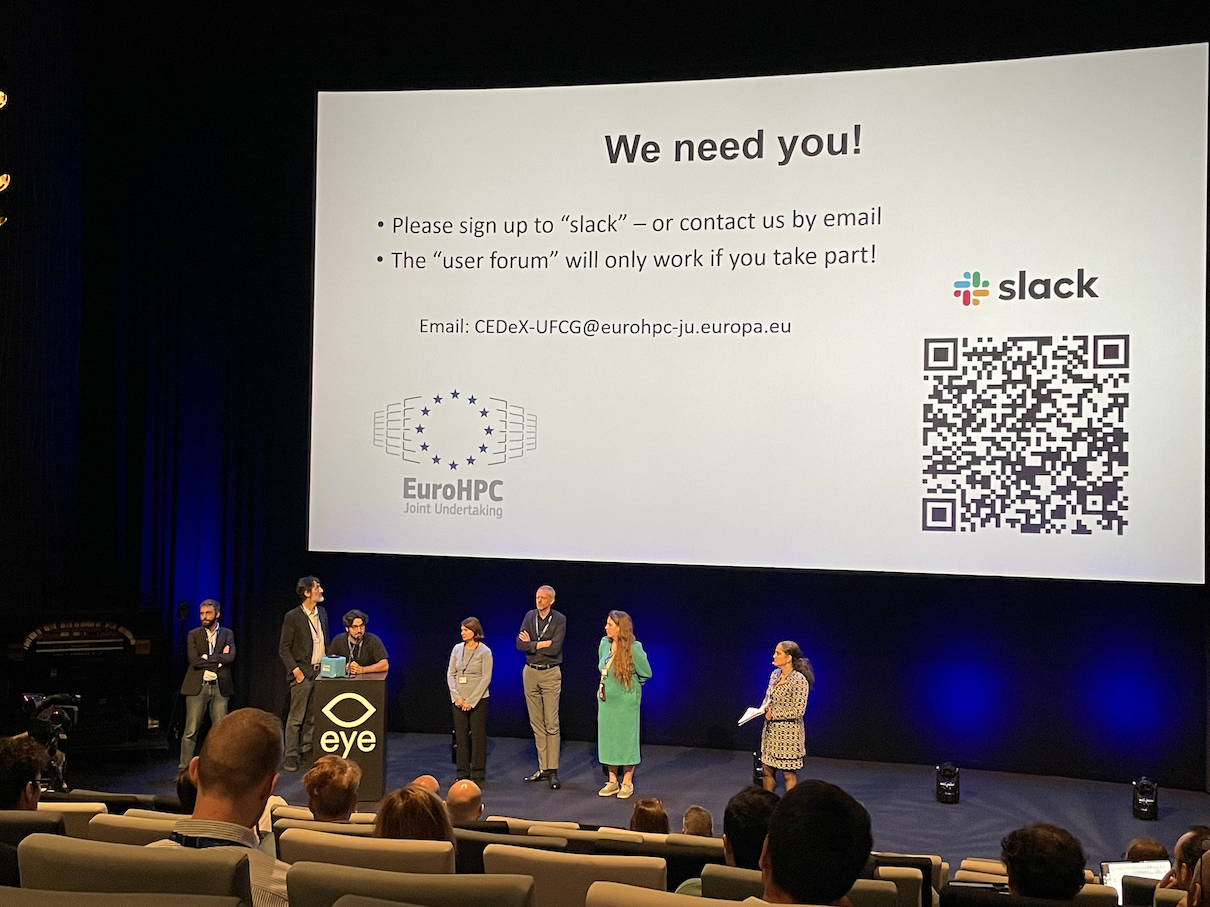 We need you!
• Please sign up to “slack” – or contact us by email
• The “user forum” will only work if you take part!
slack
Email: CEDeX-UFCG@eurohpc-ju.europa.eu
EuroHPC
Joint Undertaking
eye